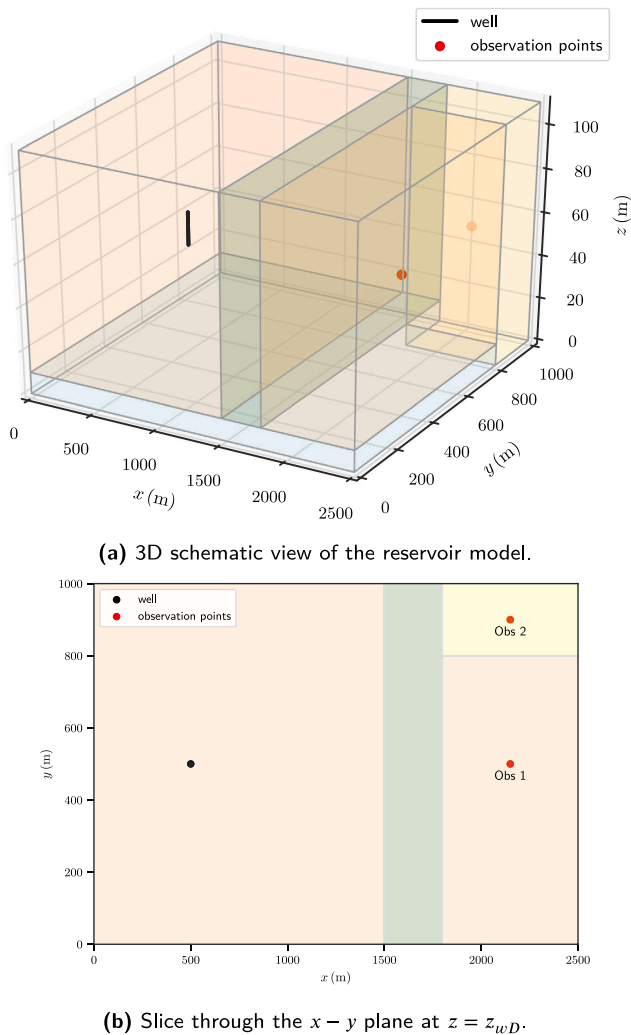 well
observation points
100
80
60
40
20
0
z (m)
1000
800
600
400
200
0
y (m)
0
500
1000
1500
2000
2500
x (m)
(a) 3D schematic view of the reservoir model.
1000
800
600
400
200
0
y (m)
well
observation points
Obs 2
Obs 1
0
500
1000
1500
2000
2500
x (m)
(b) Slice through the x − y plane at z = z_{wD}.